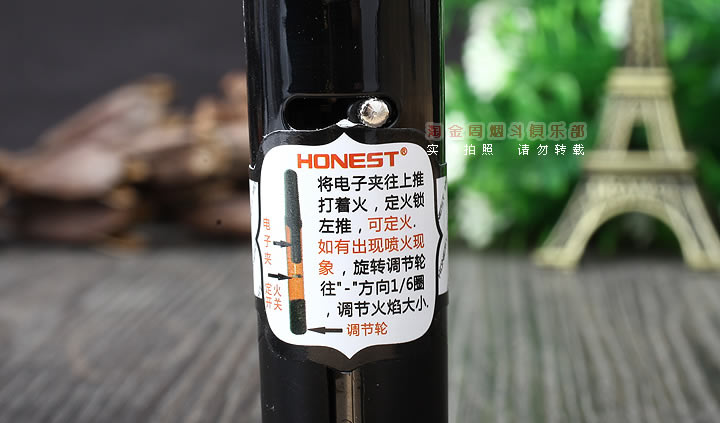 淘金周烟斗俱乐部
实物拍照 请勿转载
HONEST®
将电子夹往上推
打着火，定火锁
左推，可定火.
如有出现喷火现
象，旋转调节轮
往"-"方向1/6圈
，调节火焰大小.
电子夹
定火开关
调节轮